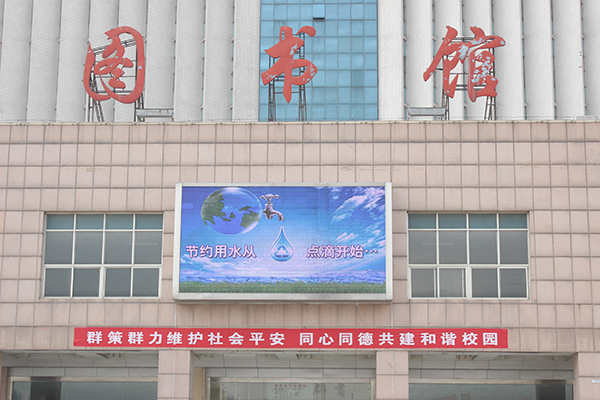 图书馆
节约用水从 点滴开始...
群策群力维护社会平安 同心同德共建和谐校园